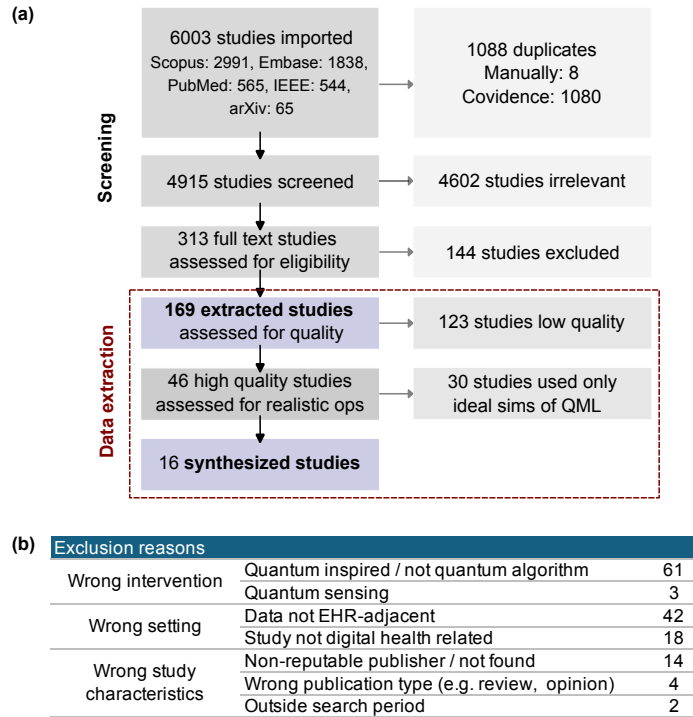 (a)
6003 studies imported
Scopus: 2991, Embase: 1838,
PubMed: 565, IEEE: 544,
arXiv: 65
1088 duplicates
Manually: 8
Covidence: 1080
Screening
4915 studies screened
4602 studies irrelevant
313 full text studies
assessed for eligibility
144 studies excluded
Data extraction
169 extracted studies
assessed for quality
123 studies low quality
46 high quality studies
assessed for realistic ops
30 studies used only
ideal sims of QML
16 synthesized studies
(b)
Exclusion reasons
Wrong intervention
Quantum inspired / not quantum algorithm 61
Quantum sensing 3
Wrong setting
Data not EHR-adjacent 42
Study not digital health related 18
Wrong study
characteristics
Non-reputable publisher / not found 14
Wrong publication type (e.g. review, opinion) 4
Outside search period 2